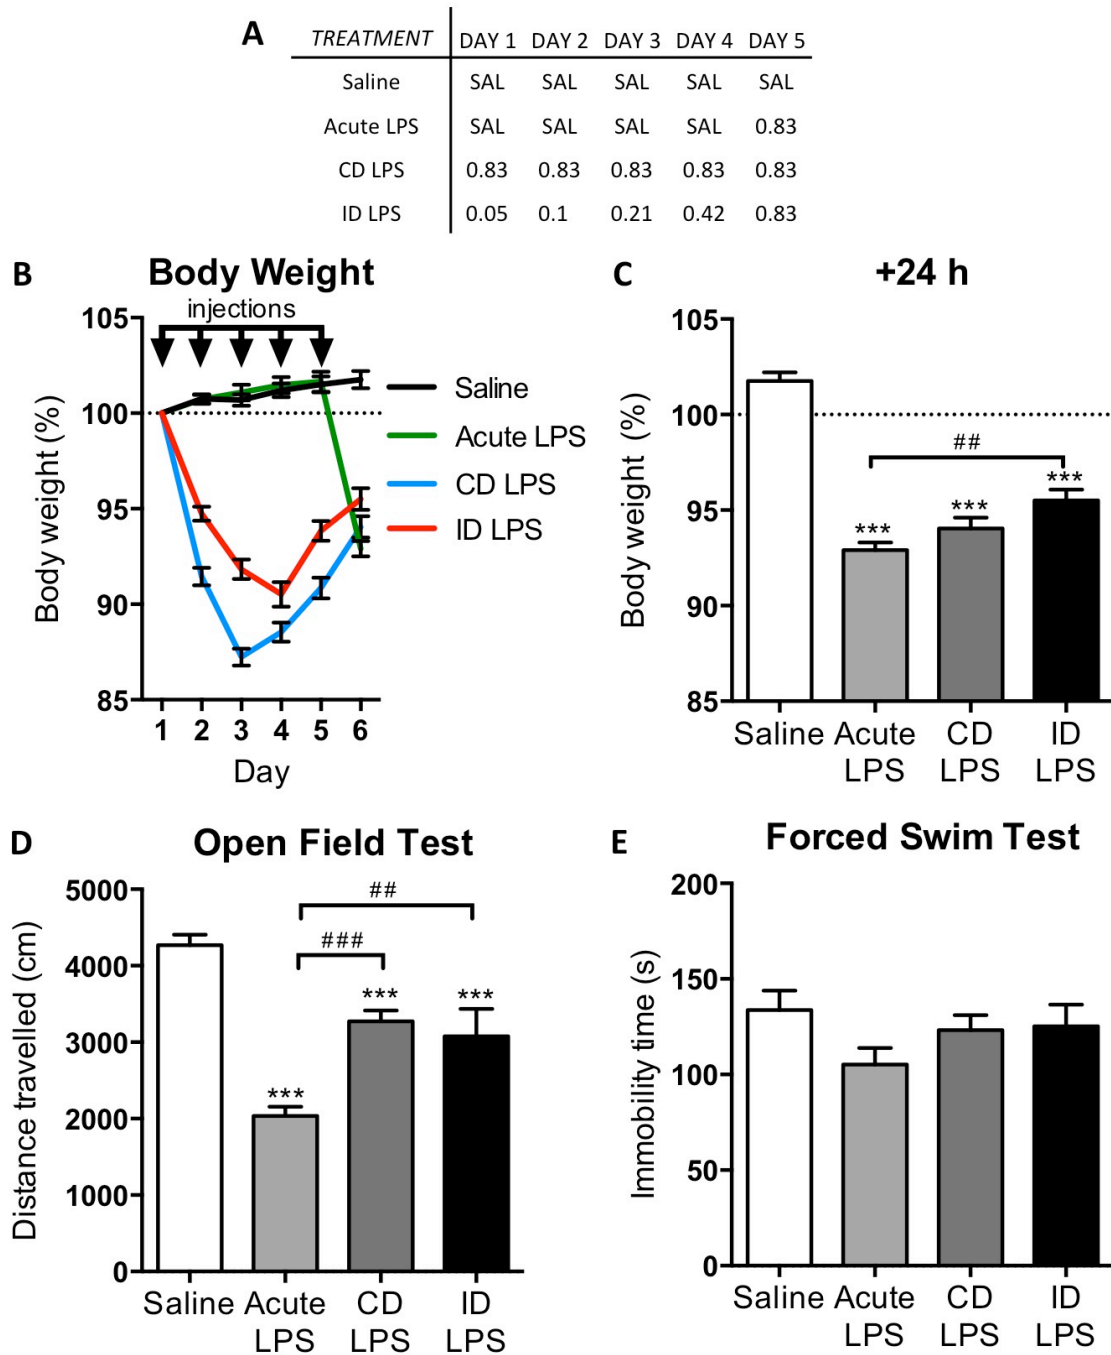 A
TREATMENT DAY 1 DAY 2 DAY 3 DAY 4 DAY 5
Saline SAL SAL SAL SAL SAL
Acute LPS SAL SAL SAL SAL 0.83
CD LPS 0.83 0.83 0.83 0.83 0.83
ID LPS 0.05 0.1 0.21 0.42 0.83
B
Body Weight
injections
Body weight (%)
105
100
95
90
85
1 2 3 4 5 6
Day
Saline
Acute LPS
CD LPS
ID LPS
C
+24 h
Body weight (%)
105
100
95
90
85
##
***
***
***
Saline Acute CD ID
LPS LPS LPS
D
Open Field Test
Distance travelled (cm)
5000
4000
3000
2000
1000
0
##
###
***
***
***
Saline Acute CD ID
LPS LPS LPS
E
Forced Swim Test
Immobility time (s)
200
150
100
50
0
Saline Acute CD ID
LPS LPS LPS